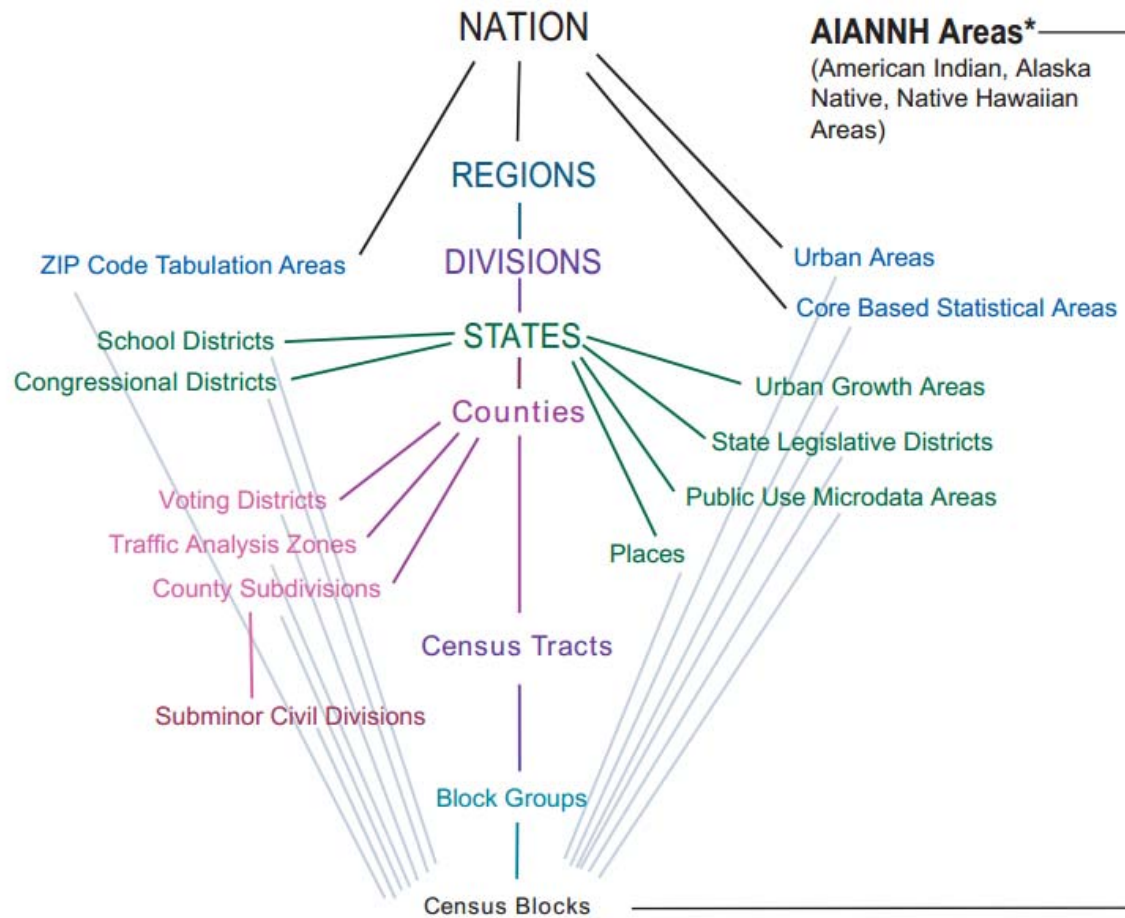 NATION
AIANNH Areas*
(American Indian, Alaska
Native, Native Hawaiian
Areas)
REGIONS
ZIP Code Tabulation Areas
DIVISIONS
Urban Areas
Core Based Statistical Areas
School Districts
STATES
Congressional Districts
Urban Growth Areas
Counties
State Legislative Districts
Voting Districts
Public Use Microdata Areas
Traffic Analysis Zones
Places
County Subdivisions
Census Tracts
Subminor Civil Divisions
Block Groups
Census Blocks